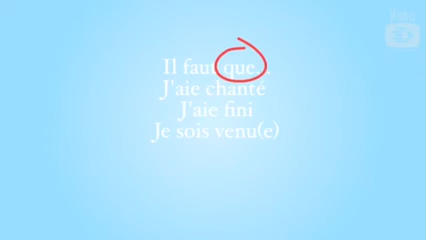 Il faut que...
J'aie chanté
J'aie fini
Je sois venu(e)